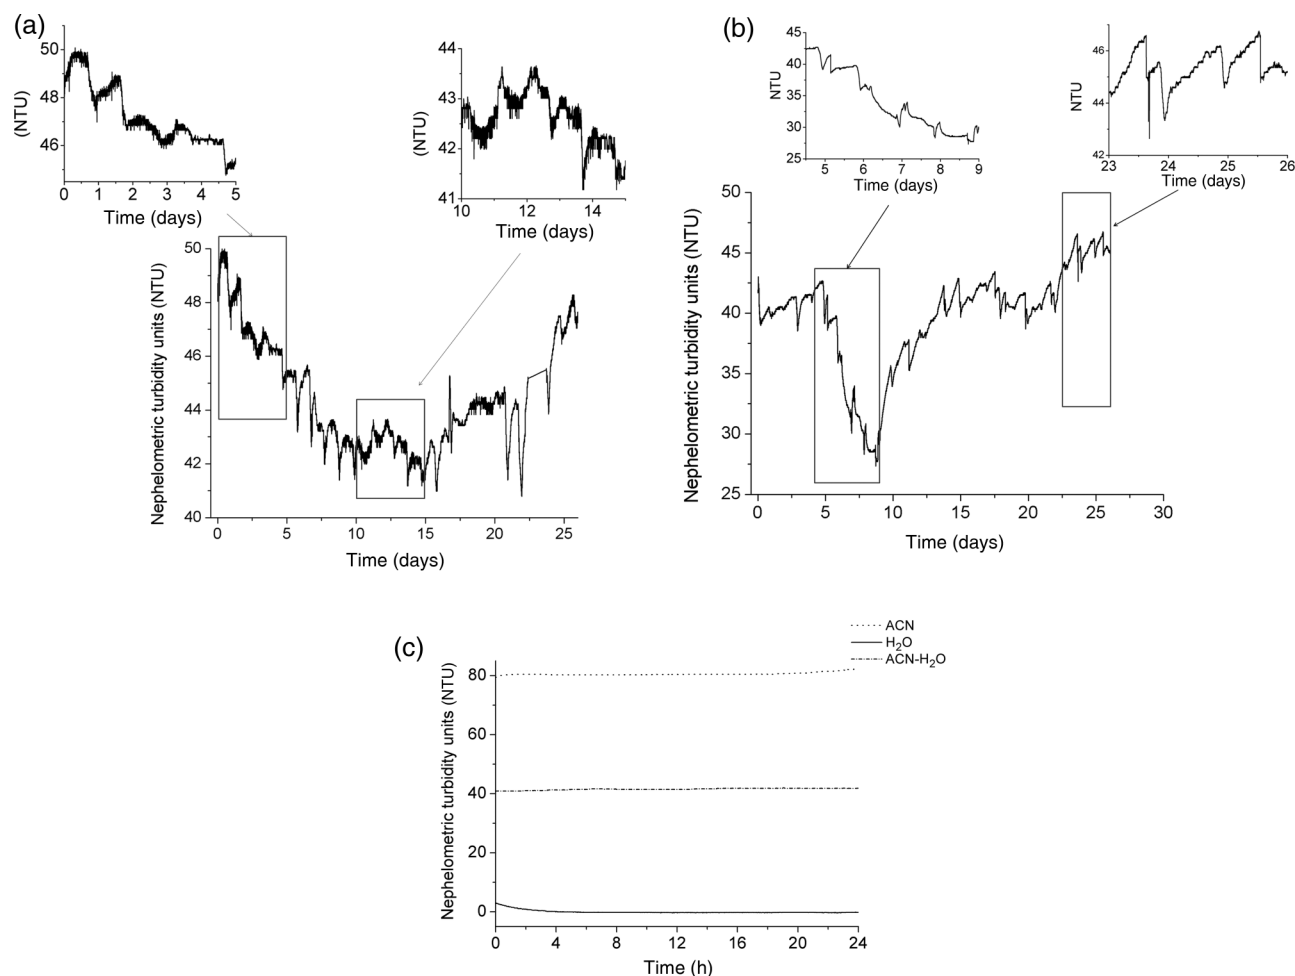 (a)
50
48
46
(NTU)
0 1 2 3 4 5
Time (days)
44
43
42
41
(NTU)
10 12 14
Time (days)
50
48
46
44
42
40
Nephelometric turbidity units (NTU)
0 5 10 15 20 25
Time (days)
(b)
45
40
35
30
25
NTU
5 6 7 8 9
Time (days)
46
44
42
NTU
23 24 25 26
Time (days)
50
45
40
35
30
25
Nephelometric turbidity units (NTU)
0 5 10 15 20 25 30
Time (days)
(c)
ACN
H₂O
ACN-H₂O
80
60
40
20
0
Nephelometric turbidity units (NTU)
0 4 8 12 16 20 24
Time (h)